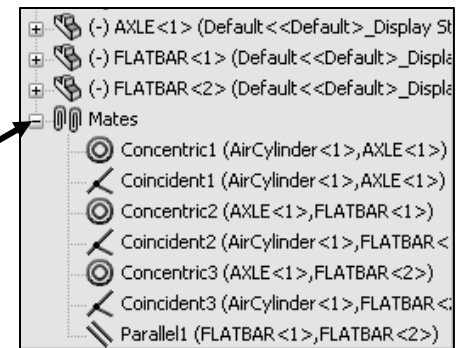 (-) AXLE<1> (Default<<Default>_Display St
(-) FLATBAR<1> (Default<<Default>_Displa
(-) FLATBAR<2> (Default<<Default>_Displa
Mates
Concentric1 (AirCylinder<1>,AXLE<1>)
Coincident1 (AirCylinder<1>,AXLE<1>)
Concentric2 (AXLE<1>,FLATBAR<1>)
Coincident2 (AirCylinder<1>,FLATBAR<
Concentric3 (AXLE<1>,FLATBAR<2>)
Coincident3 (AirCylinder<1>,FLATBAR<
Parallel1 (FLATBAR<1>,FLATBAR<2>)